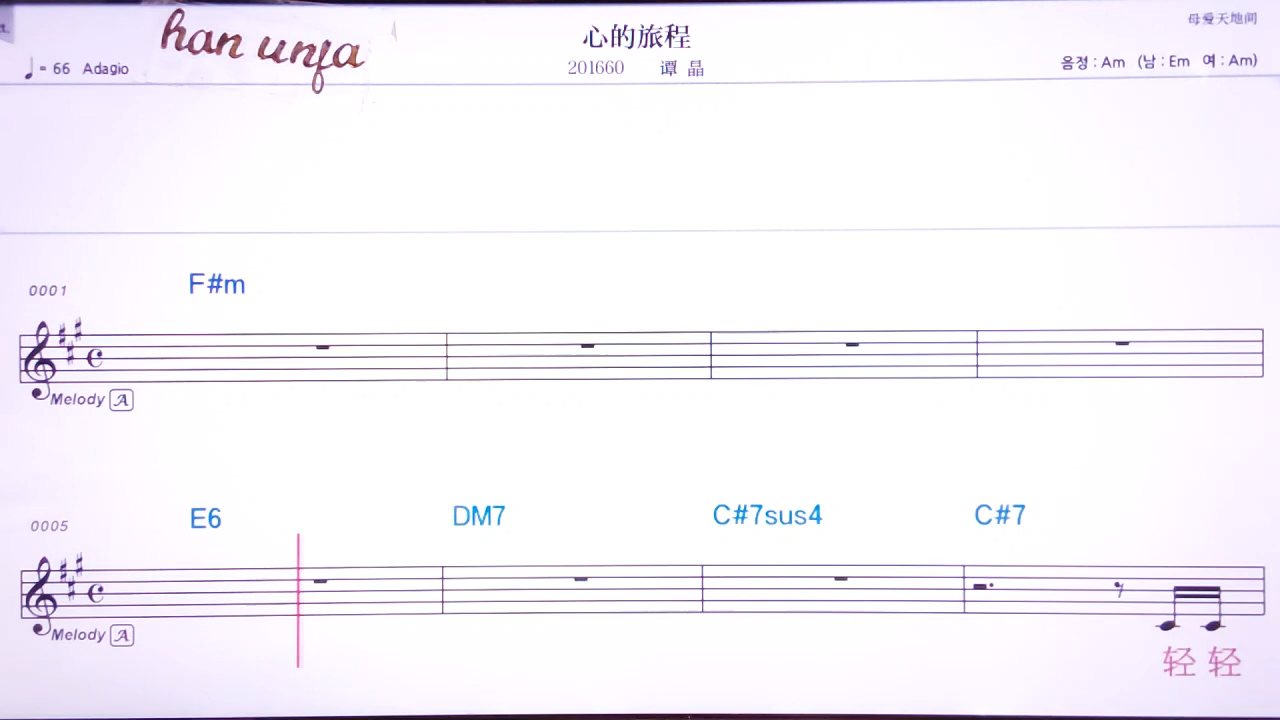 han unfa
心的旅程
母爱天地间
♩= 66 Adagio
201660 谭 晶
음정 : Am (남 : Em 여 : Am)
0001
F#m
Melody A
0005
E6 DM7 C#7sus4 C#7
Melody A
轻 轻